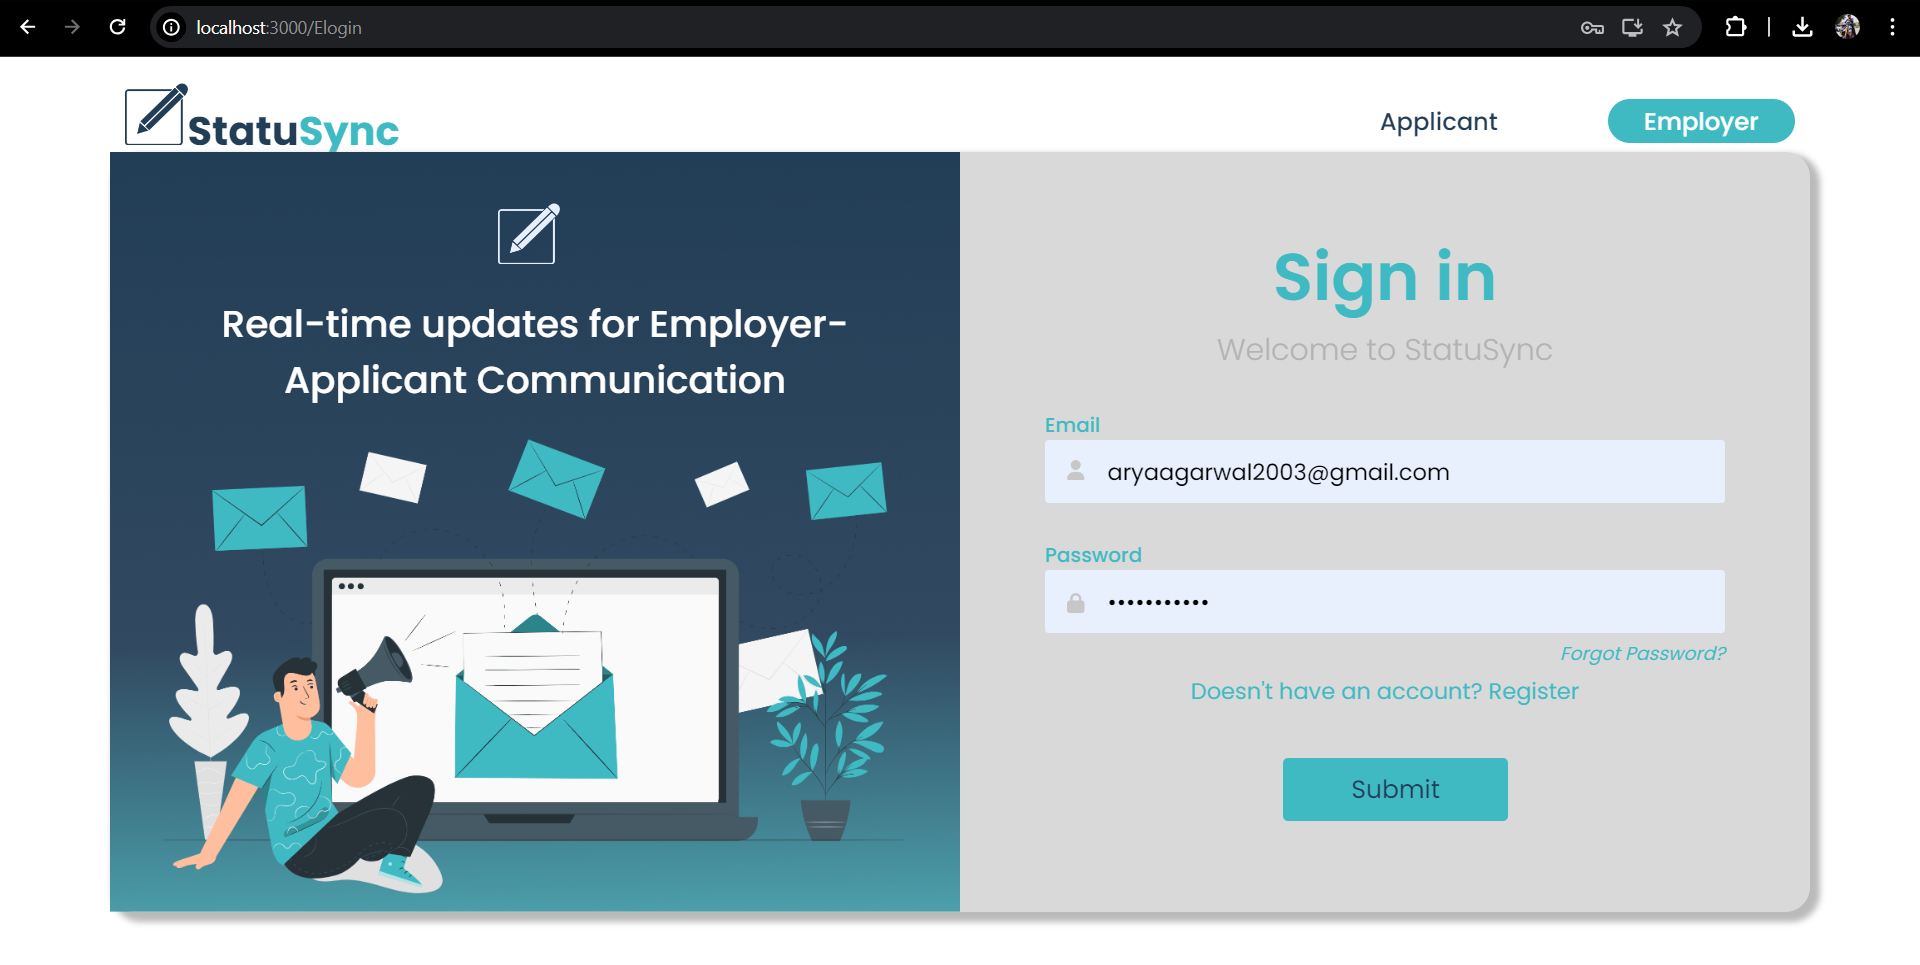 localhost:3000/Elogin
StatuSync
Applicant
Employer
Real-time updates for Employer-
Applicant Communication
Sign in
Welcome to StatuSync
Email
aryaagarwal2003@gmail.com
Password
•••••••••••
Forgot Password?
Doesn't have an account? Register
Submit